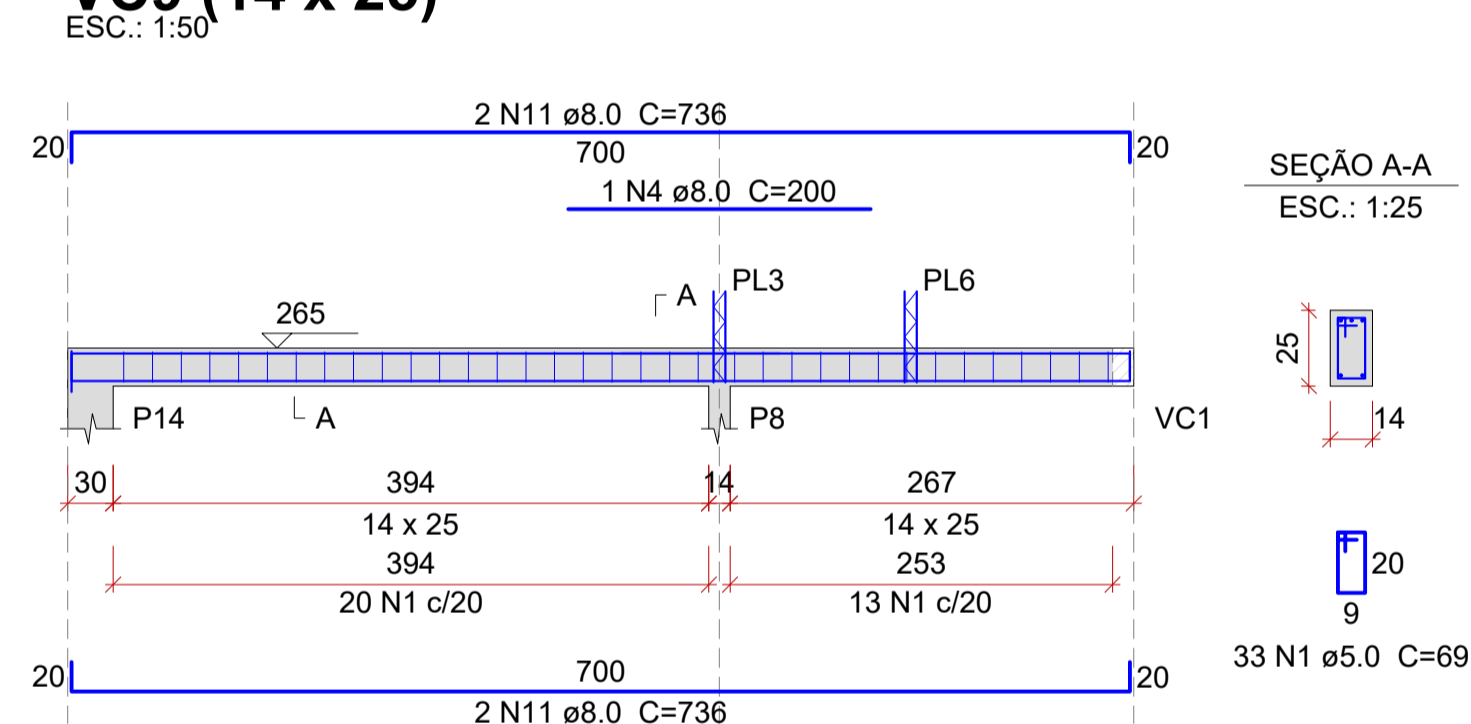 ESC.: 1:50
2 N11 ø8.0 C=736
20
700
20
1 N4 ø8.0 C=200
SEÇÃO A-A
ESC.: 1:25
265
A
PL3
PL6
A
P14
P8
VC1
25
14
30
394
14
267
14 x 25
14 x 25
394
253
20 N1 c/20
13 N1 c/20
20
9
33 N1 ø5.0 C=69
20
700
20
2 N11 ø8.0 C=736